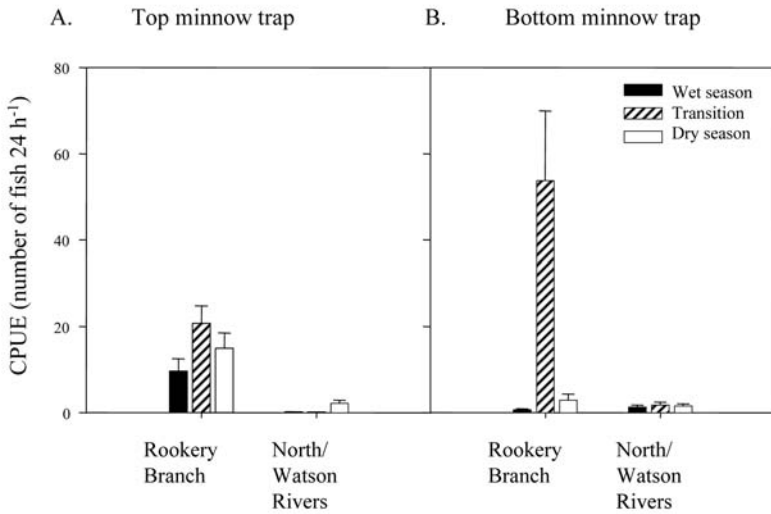 A. Top minnow trap
B. Bottom minnow trap
CPUE (number of fish 24 h⁻¹)
80
60
40
20
0
Wet season
Transition
Dry season
Rookery
Branch
North/
Watson
Rivers
Rookery
Branch
North/
Watson
Rivers